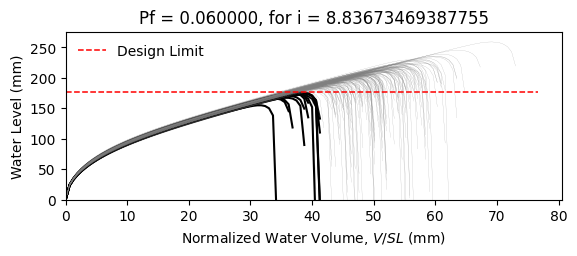 Pf = 0.060000, for i = 8.83673469387755
Design Limit
Water Level (mm)
250
200
150
100
50
0
0 10 20 30 40 50 60 70 80
Normalized Water Volume, V/SL (mm)